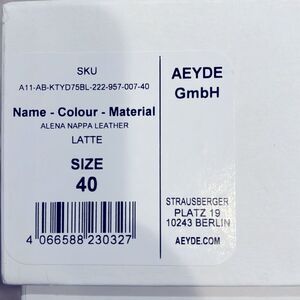 SKU
A11-AB-KTYD75BL-222-957-007-40
Name - Colour - Material
ALENA NAPPA LEATHER
LATTE
SIZE
40
4 066588 230327
AEYDE
GmbH
STRAUSBERGER
PLATZ 19
10243 BERLIN
AEYDE.COM